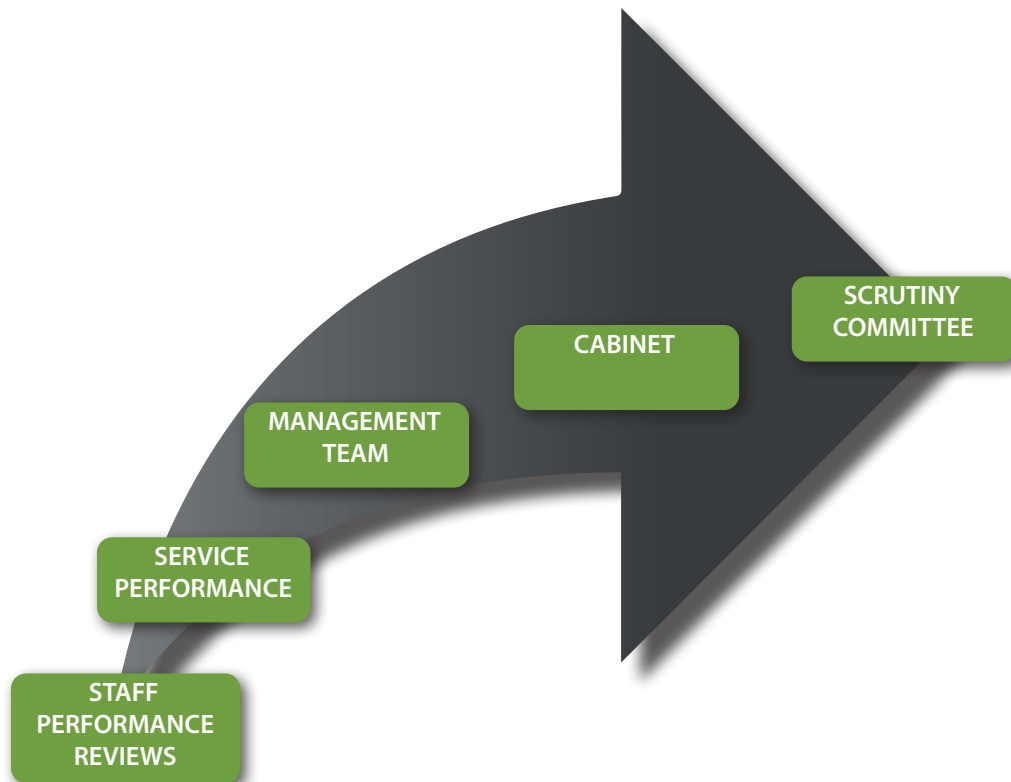 SCRUTINY
COMMITTEE
CABINET
MANAGEMENT
TEAM
SERVICE
PERFORMANCE
STAFF
PERFORMANCE
REVIEWS